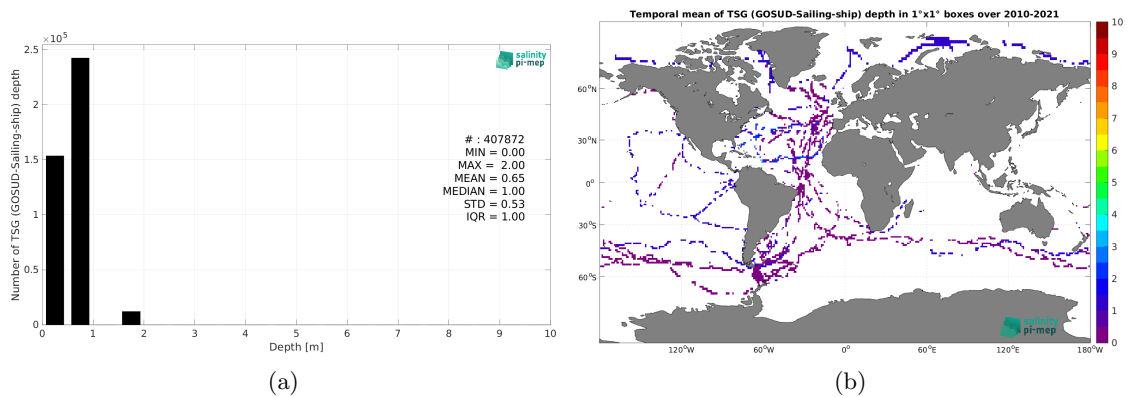 ×10⁵
2.5
2
1.5
1
0.5
0
Number of TSG (GOSUD-Sailing-ship) depth
salinity
pi-mep
# : 407872
MIN = 0.00
MAX = 2.00
MEAN = 0.65
MEDIAN = 1.00
STD = 0.53
IQR = 1.00
0 1 2 3 4 5 6 7 8 9 10
Depth [m]
(a)
Temporal mean of TSG (GOSUD-Sailing-ship) depth in 1°x1° boxes over 2010-2021
60°N
30°N
0°
30°S
60°S
120°W 60°W 0° 60°E 120°E 180°W
salinity
pi-mep
10
9
8
7
6
5
4
3
2
1
0
(b)